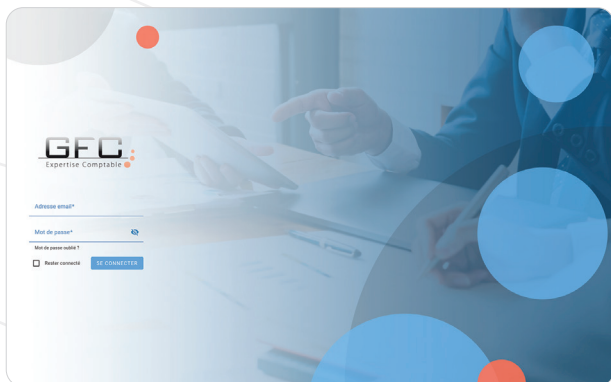 GFC
Expertise Comptable
Adresse email*
Mot de passe*
Mot de passe oublié ?
Rester connecté
SE CONNECTER